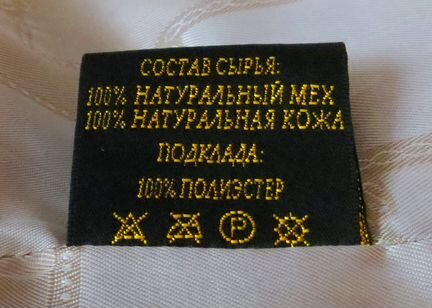 СОСТАВ СЫРЬЯ:
100% НАТУРАЛЬНЫЙ МЕХ
100% НАТУРАЛЬНАЯ КОЖА
ПОДКЛАДА:
100% ПОЛИЭСТЕР
P